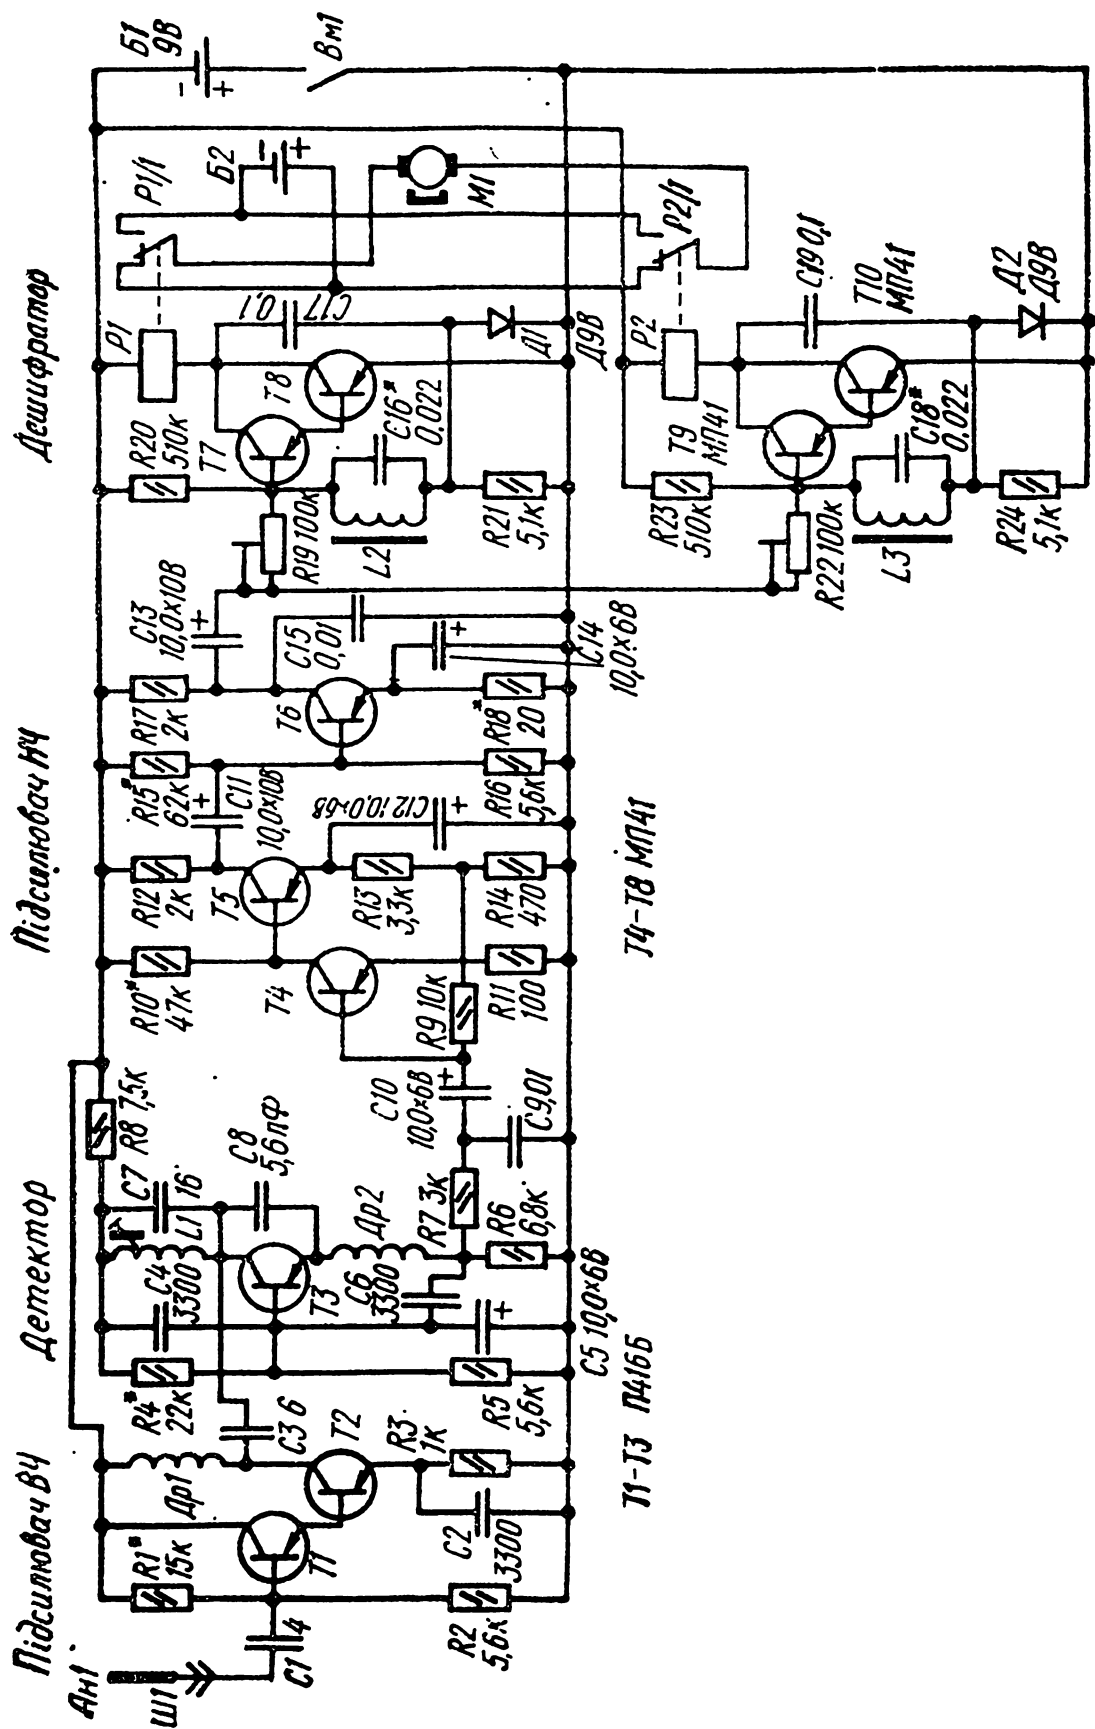 Підсилювач ВЧ
Детектор
Підсилювач НЧ
Дешифратор
Ан1
Ш1
С1 4
R1*
15к
R2
5,6к
Т1
Др1
Т2
С3 6
С2
3300
R3
1к
R4*
22к
R5
5,6к
С5 10,0×6В
С4
3300
L1
С7
16
Т3
С8
5,6пФ
С6
3300
Др2
R7 3к
R6
6,8к
R8 7,5к
С9 0,1
С10
10,0×6В
+
R9 10к
R10*
47к
Т4
R11
100
R12
2к
Т5
R13
3,3к
R14
470
С11
10,0×10В
+
С12 10,0×6В
+
R15*
62к
R16
5,6к
R17
2к
Т6
R18*
20
С13
10,0×10В
+
С15
0,01
С14
10,0×6В
+
R19 100к
R20
510к
Т7
Т8
L2
С16*
0,022
R21
5,1к
Р1
С17
0,1
Д1
Д9В
Р1/1
Б2
- +
М1
Б1
9В
- +
Вм1
R22 100к
R23
510к
Т9
МП41
L3
С18*
0,022
R24
5,1к
Р2
Р2/1
С19 0,1
Т10
МП41
Д2
Д9В
Т1-Т3 П416Б
Т4-Т8 МП41